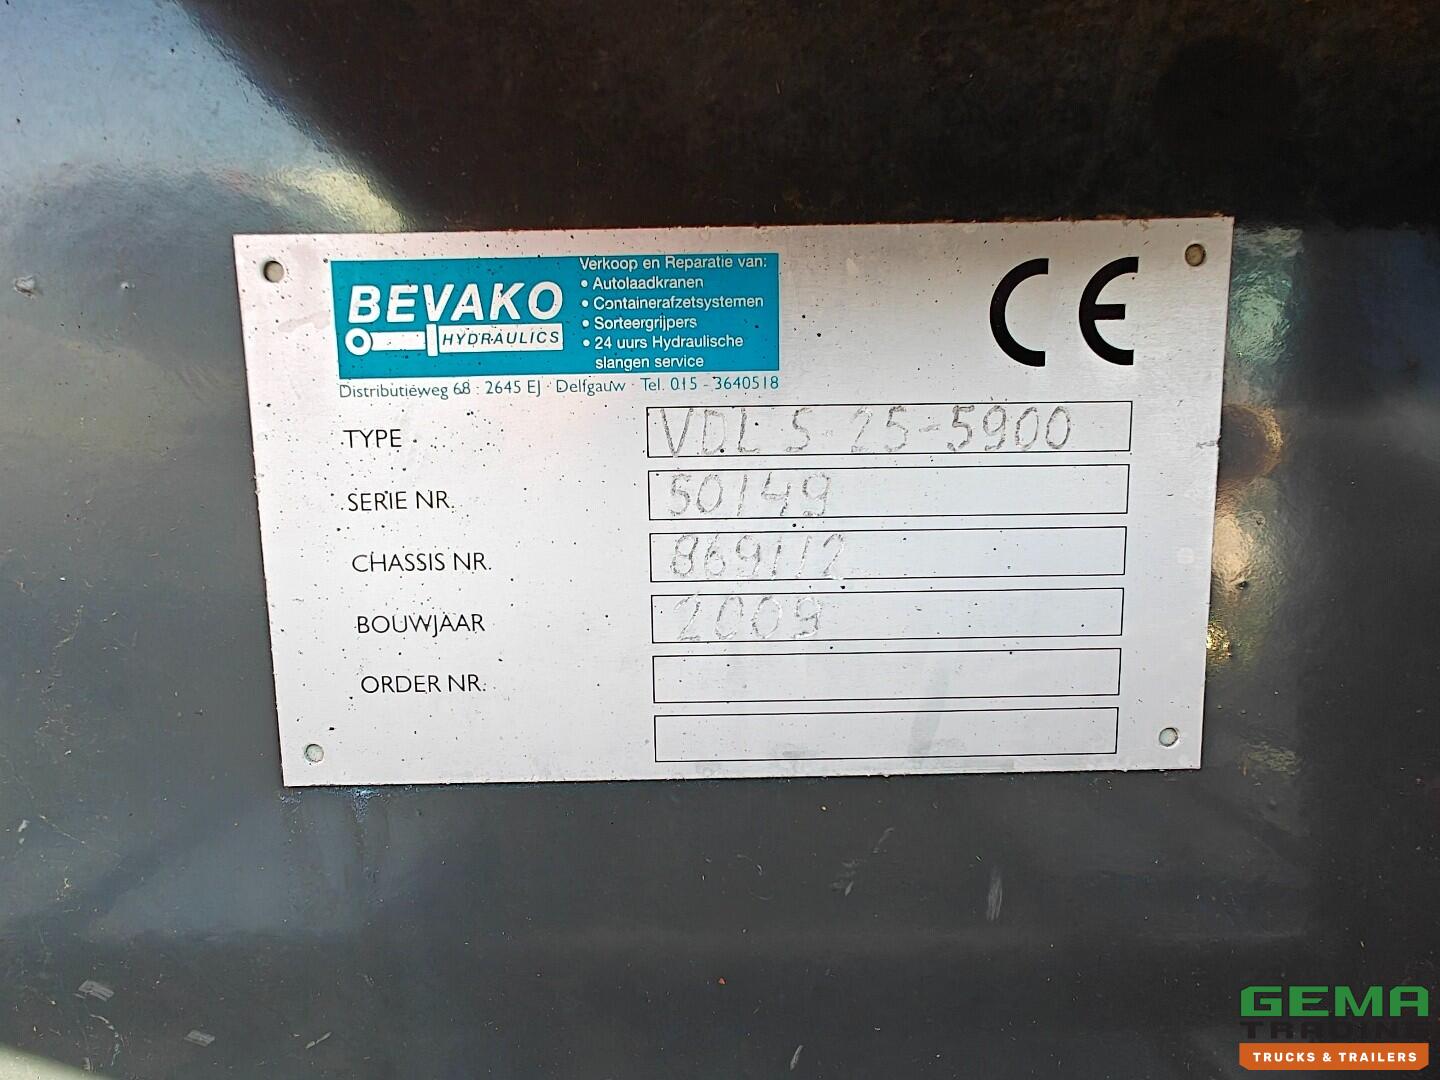 BEVAKO
HYDRAULICS
Verkoop en Reparatie van:
• Autolaadkranen
• Containerafzetsystemen
• Sorteergrijpers
• 24 uurs Hydraulische
slangen service
Distributieweg 68 · 2645 EJ · Delfgauw · Tel. 015 - 3640518
CE
TYPE VDL S-25-5900
SERIE NR. 50149
CHASSIS NR. 869112
BOUWJAAR 2009
ORDER NR.
GEMA
TRADING
TRUCKS & TRAILERS